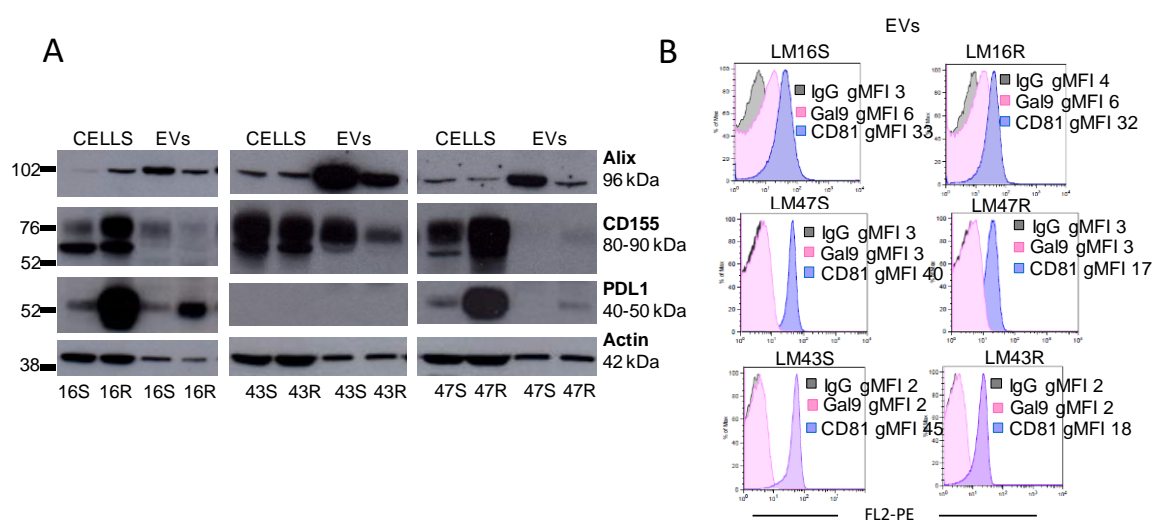 A
CELLS EVs
CELLS EVs
CELLS EVs
102
Alix
96 kDa
76
52
CD155
80-90 kDa
52
PDL1
40-50 kDa
38
Actin
42 kDa
16S 16R 16S 16R
43S 43R 43S 43R
47S 47R 47S 47R
B
EVs
LM16S
IgG gMFI 3
Gal9 gMFI 6
CD81 gMFI 33
LM16R
IgG gMFI 4
Gal9 gMFI 6
CD81 gMFI 32
LM47S
IgG gMFI 3
Gal9 gMFI 3
CD81 gMFI 40
LM47R
IgG gMFI 3
Gal9 gMFI 3
CD81 gMFI 17
LM43S
IgG gMFI 2
Gal9 gMFI 2
CD81 gMFI 45
LM43R
IgG gMFI 2
Gal9 gMFI 2
CD81 gMFI 18
FL2-PE